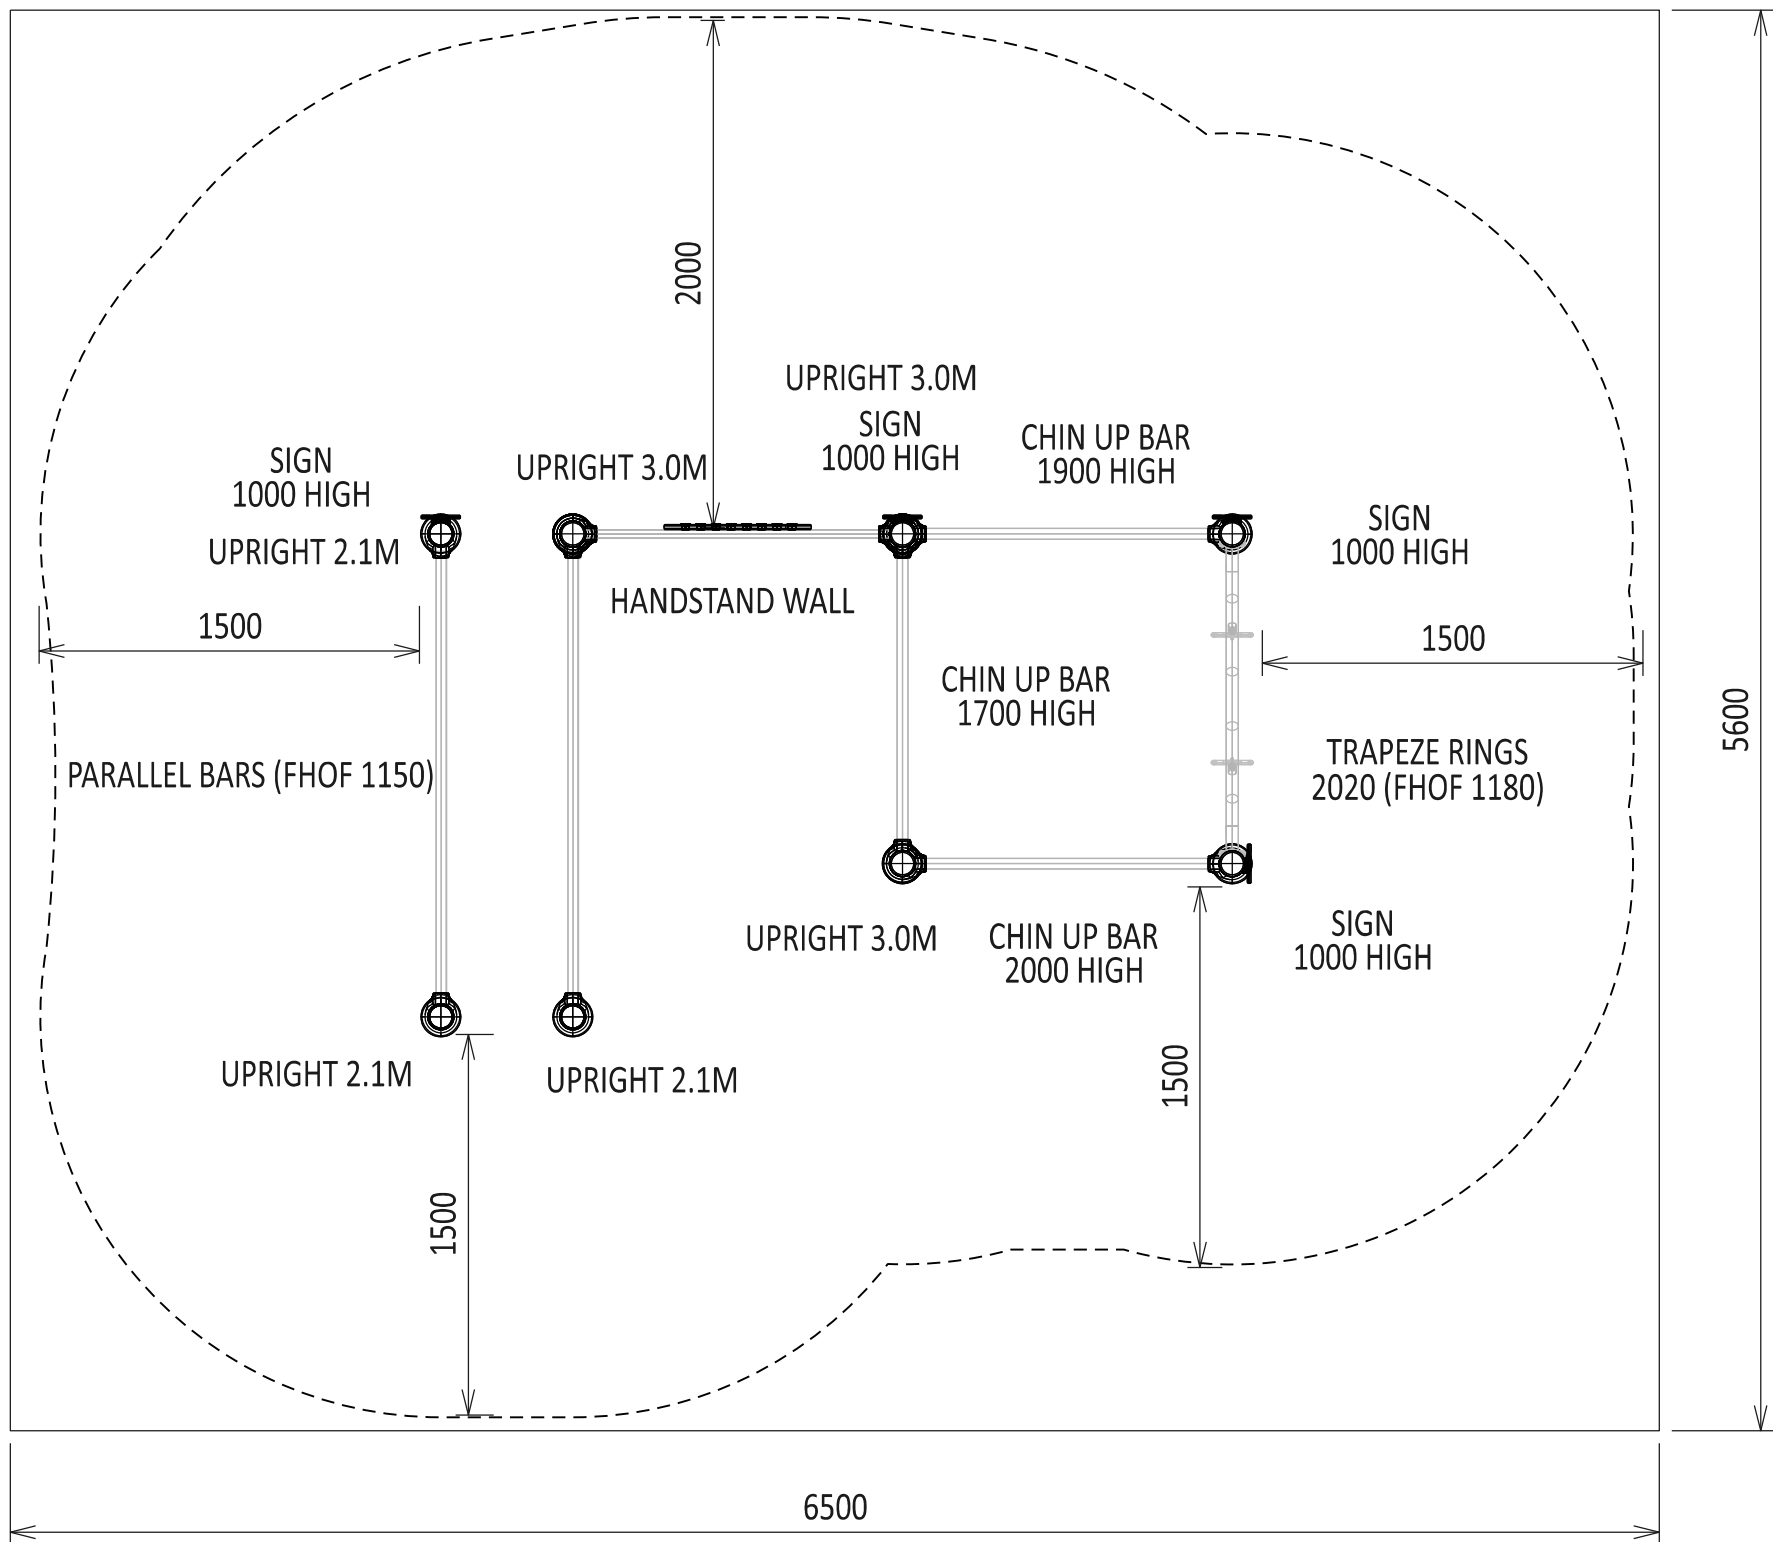 2000
UPRIGHT 3.0M
SIGN
1000 HIGH
CHIN UP BAR
1900 HIGH
SIGN
1000 HIGH
UPRIGHT 3.0M
SIGN
1000 HIGH
UPRIGHT 2.1M
HANDSTAND WALL
1500
1500
CHIN UP BAR
1700 HIGH
5600
PARALLEL BARS (FHOF 1150)
TRAPEZE RINGS
2020 (FHOF 1180)
UPRIGHT 3.0M
CHIN UP BAR
2000 HIGH
SIGN
1000 HIGH
UPRIGHT 2.1M
UPRIGHT 2.1M
1500
1500
6500